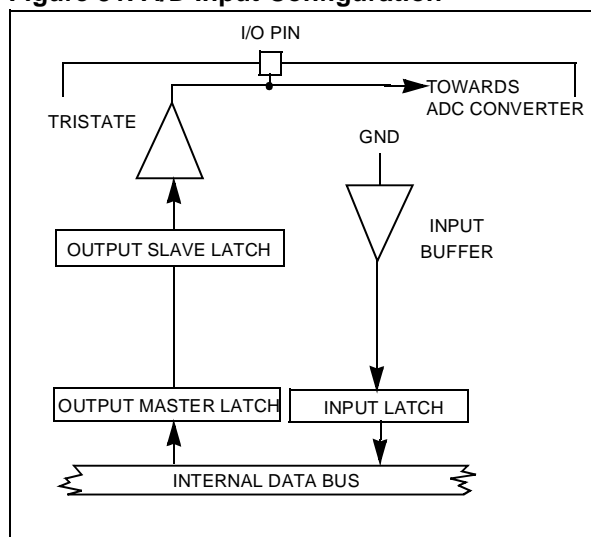 Figure A/D Input Configuration
I/O PIN
TRISTATE
TOWARDS
ADC CONVERTER
GND
INPUT
BUFFER
OUTPUT SLAVE LATCH
OUTPUT MASTER LATCH
INPUT LATCH
INTERNAL DATA BUS